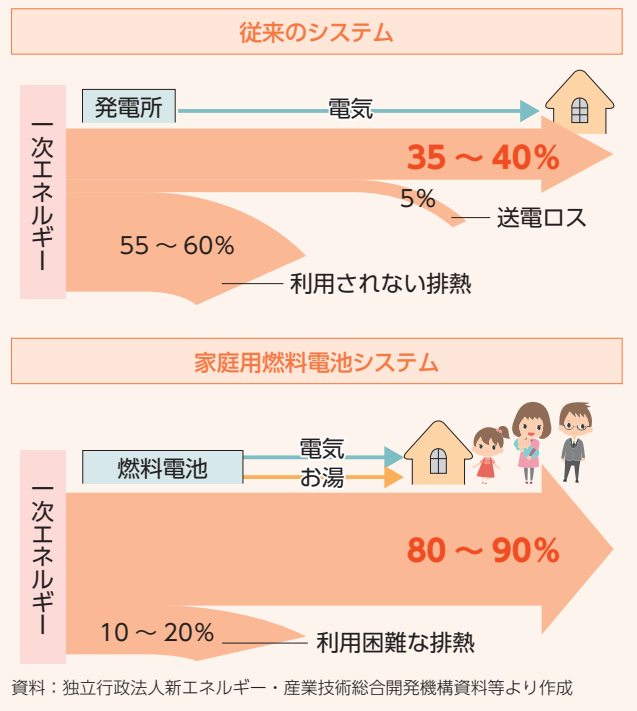 従来のシステム
一次エネルギー
発電所
電気
35 ～ 40%
5%
送電ロス
55 ～ 60%
利用されない排熱
家庭用燃料電池システム
一次エネルギー
燃料電池
電気
お湯
80 ～ 90%
10 ～ 20%
利用困難な排熱
資料：独立行政法人新エネルギー・産業技術総合開発機構資料等より作成